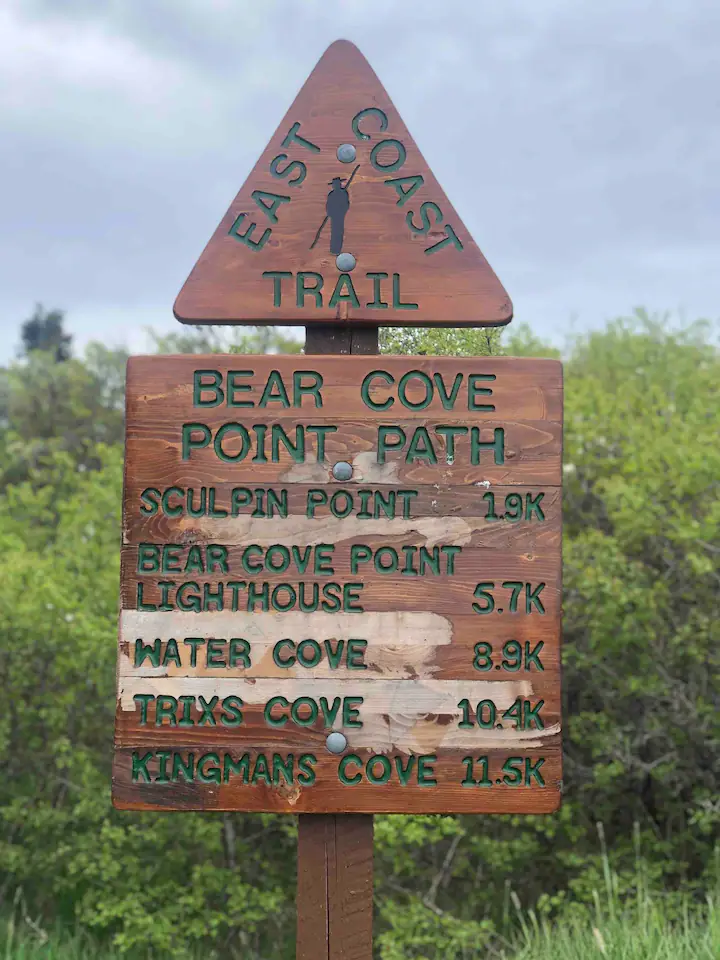 EAST COAST
TRAIL
BEAR COVE
POINT PATH
SCULPIN POINT 1.9K
BEAR COVE POINT
LIGHTHOUSE 5.7K
WATER COVE 8.9K
TRIXS COVE 10.4K
KINGMANS COVE 11.5K